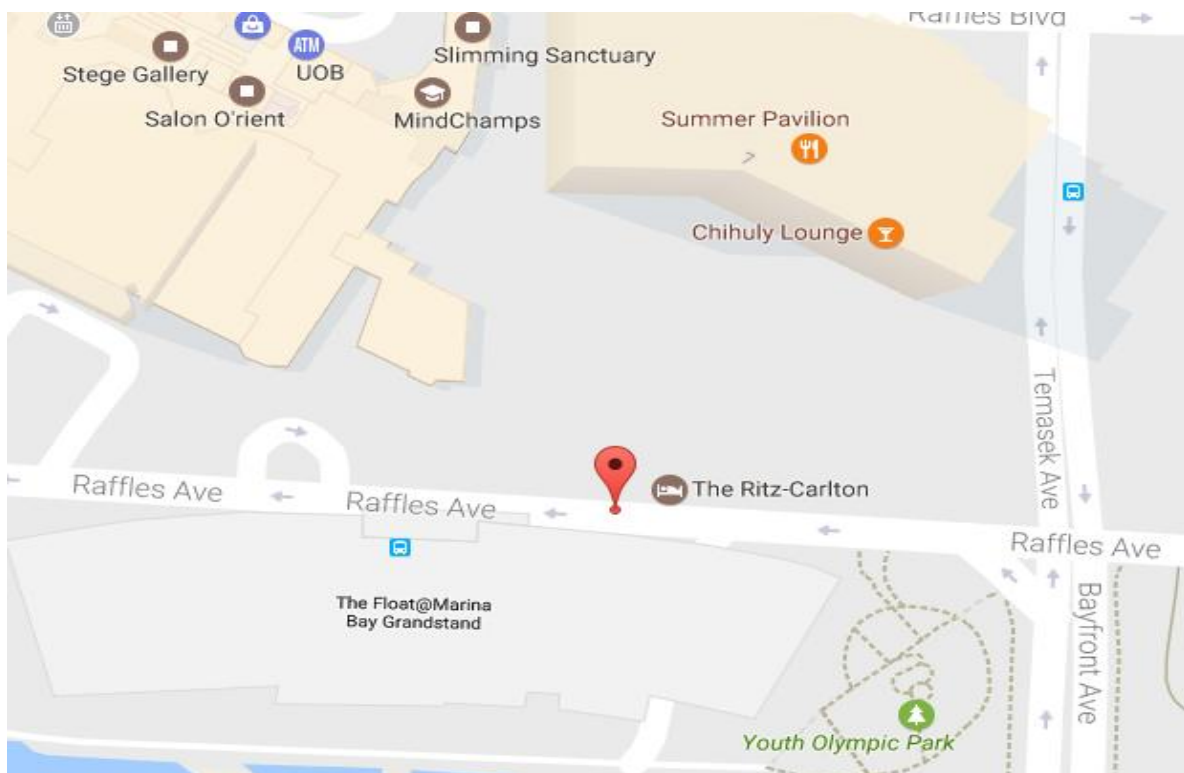 Raffles Blvd
Slimming Sanctuary
ATM
UOB
Stege Gallery
Salon O'rient
MindChamps
Summer Pavilion
Chihuly Lounge
Temasek Ave
The Ritz-Carlton
Raffles Ave
Raffles Ave
Raffles Ave
The Float@Marina
Bay Grandstand
Bayfront Ave
Youth Olympic Park